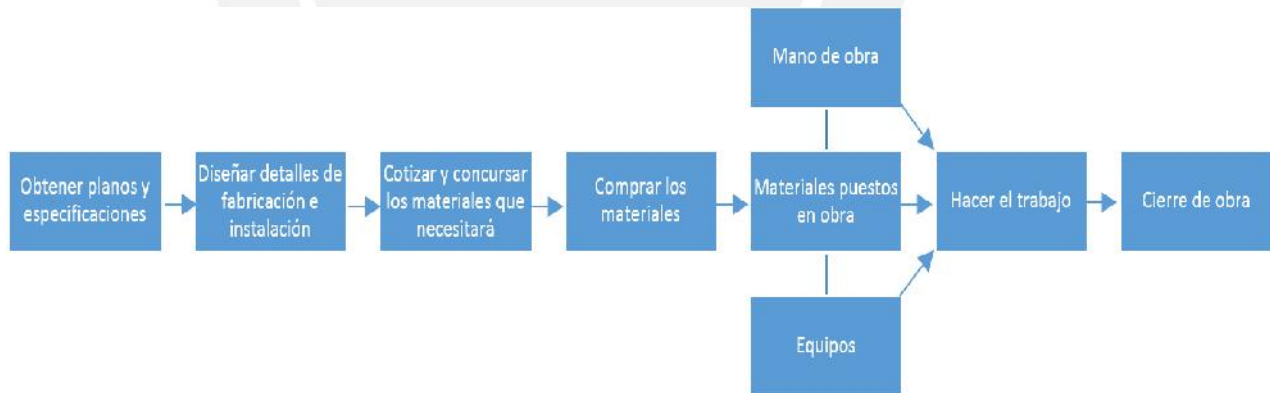 Mano de obra
Obtener planos y
especificaciones
Diseñar detalles de
fabricación e
instalación
Cotizar y concursar
los materiales que
necesitará
Comprar los
materiales
Materiales puestos
en obra
Hacer el trabajo
Cierre de obra
Equipos